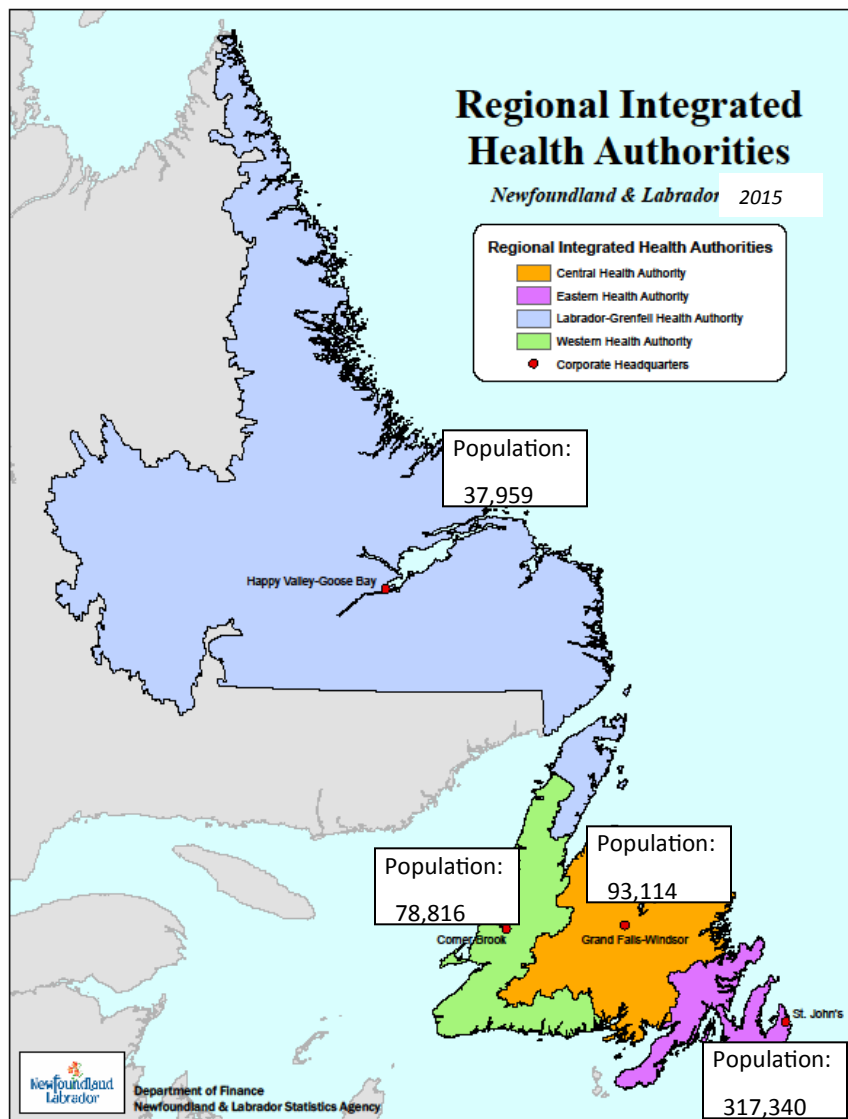 Regional Integrated
Health Authorities
Newfoundland & Labrador 2015
Regional Integrated Health Authorities
Central Health Authority
Eastern Health Authority
Labrador-Grenfell Health Authority
Western Health Authority
Corporate Headquarters
Population:
37,959
Happy Valley-Goose Bay
Population:
93,114
Population:
78,816
Corner Brook
Grand Falls-Windsor
St. John's
Population:
317,340
Newfoundland
Labrador
Department of Finance
Newfoundland & Labrador Statistics Agency